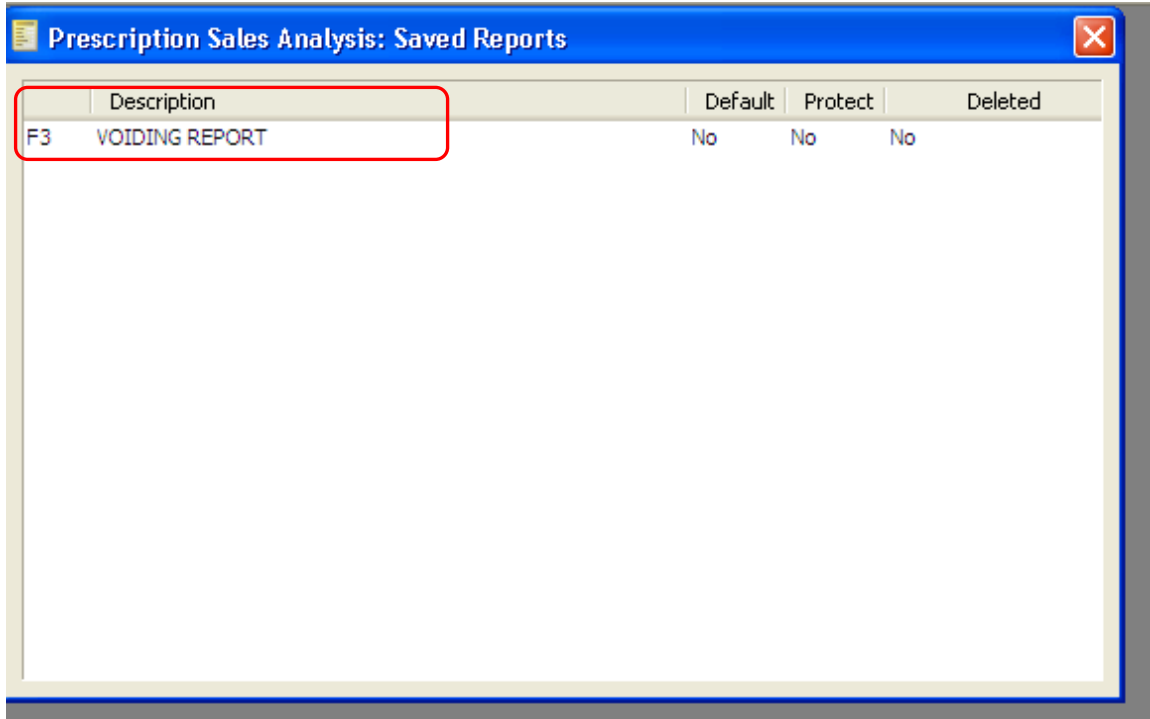 Prescription Sales Analysis: Saved Reports
Description Default Protect Deleted
F3 VOIDING REPORT No No No